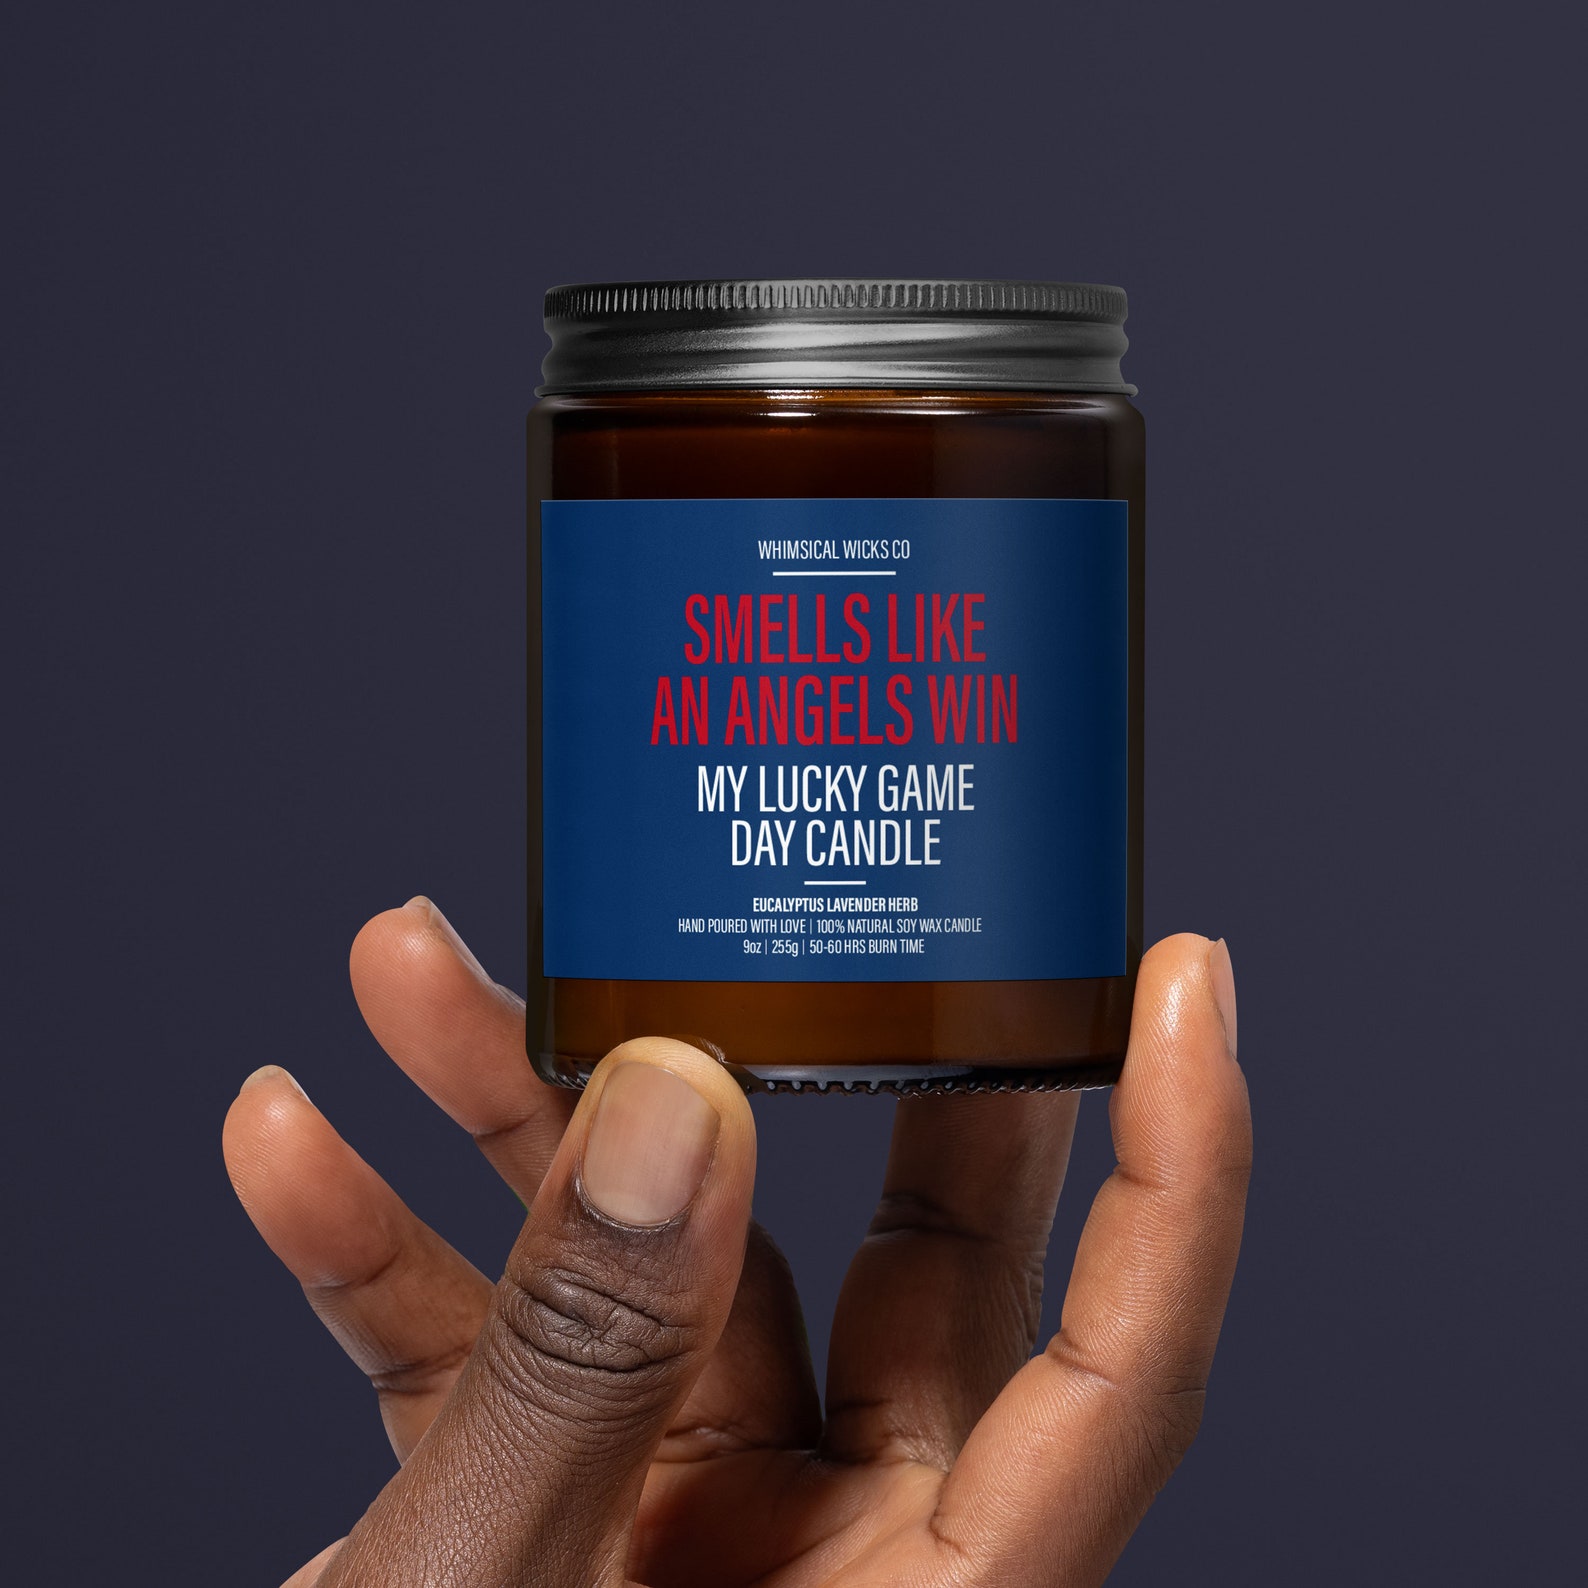 WHIMSICAL WICKS CO
SMELLS LIKE
AN ANGELS WIN
MY LUCKY GAME
DAY CANDLE
EUCALYPTUS LAVENDER HERB
HAND POURED WITH LOVE | 100% NATURAL SOY WAX CANDLE
9oz | 255g | 50-60 HRS BURN TIME